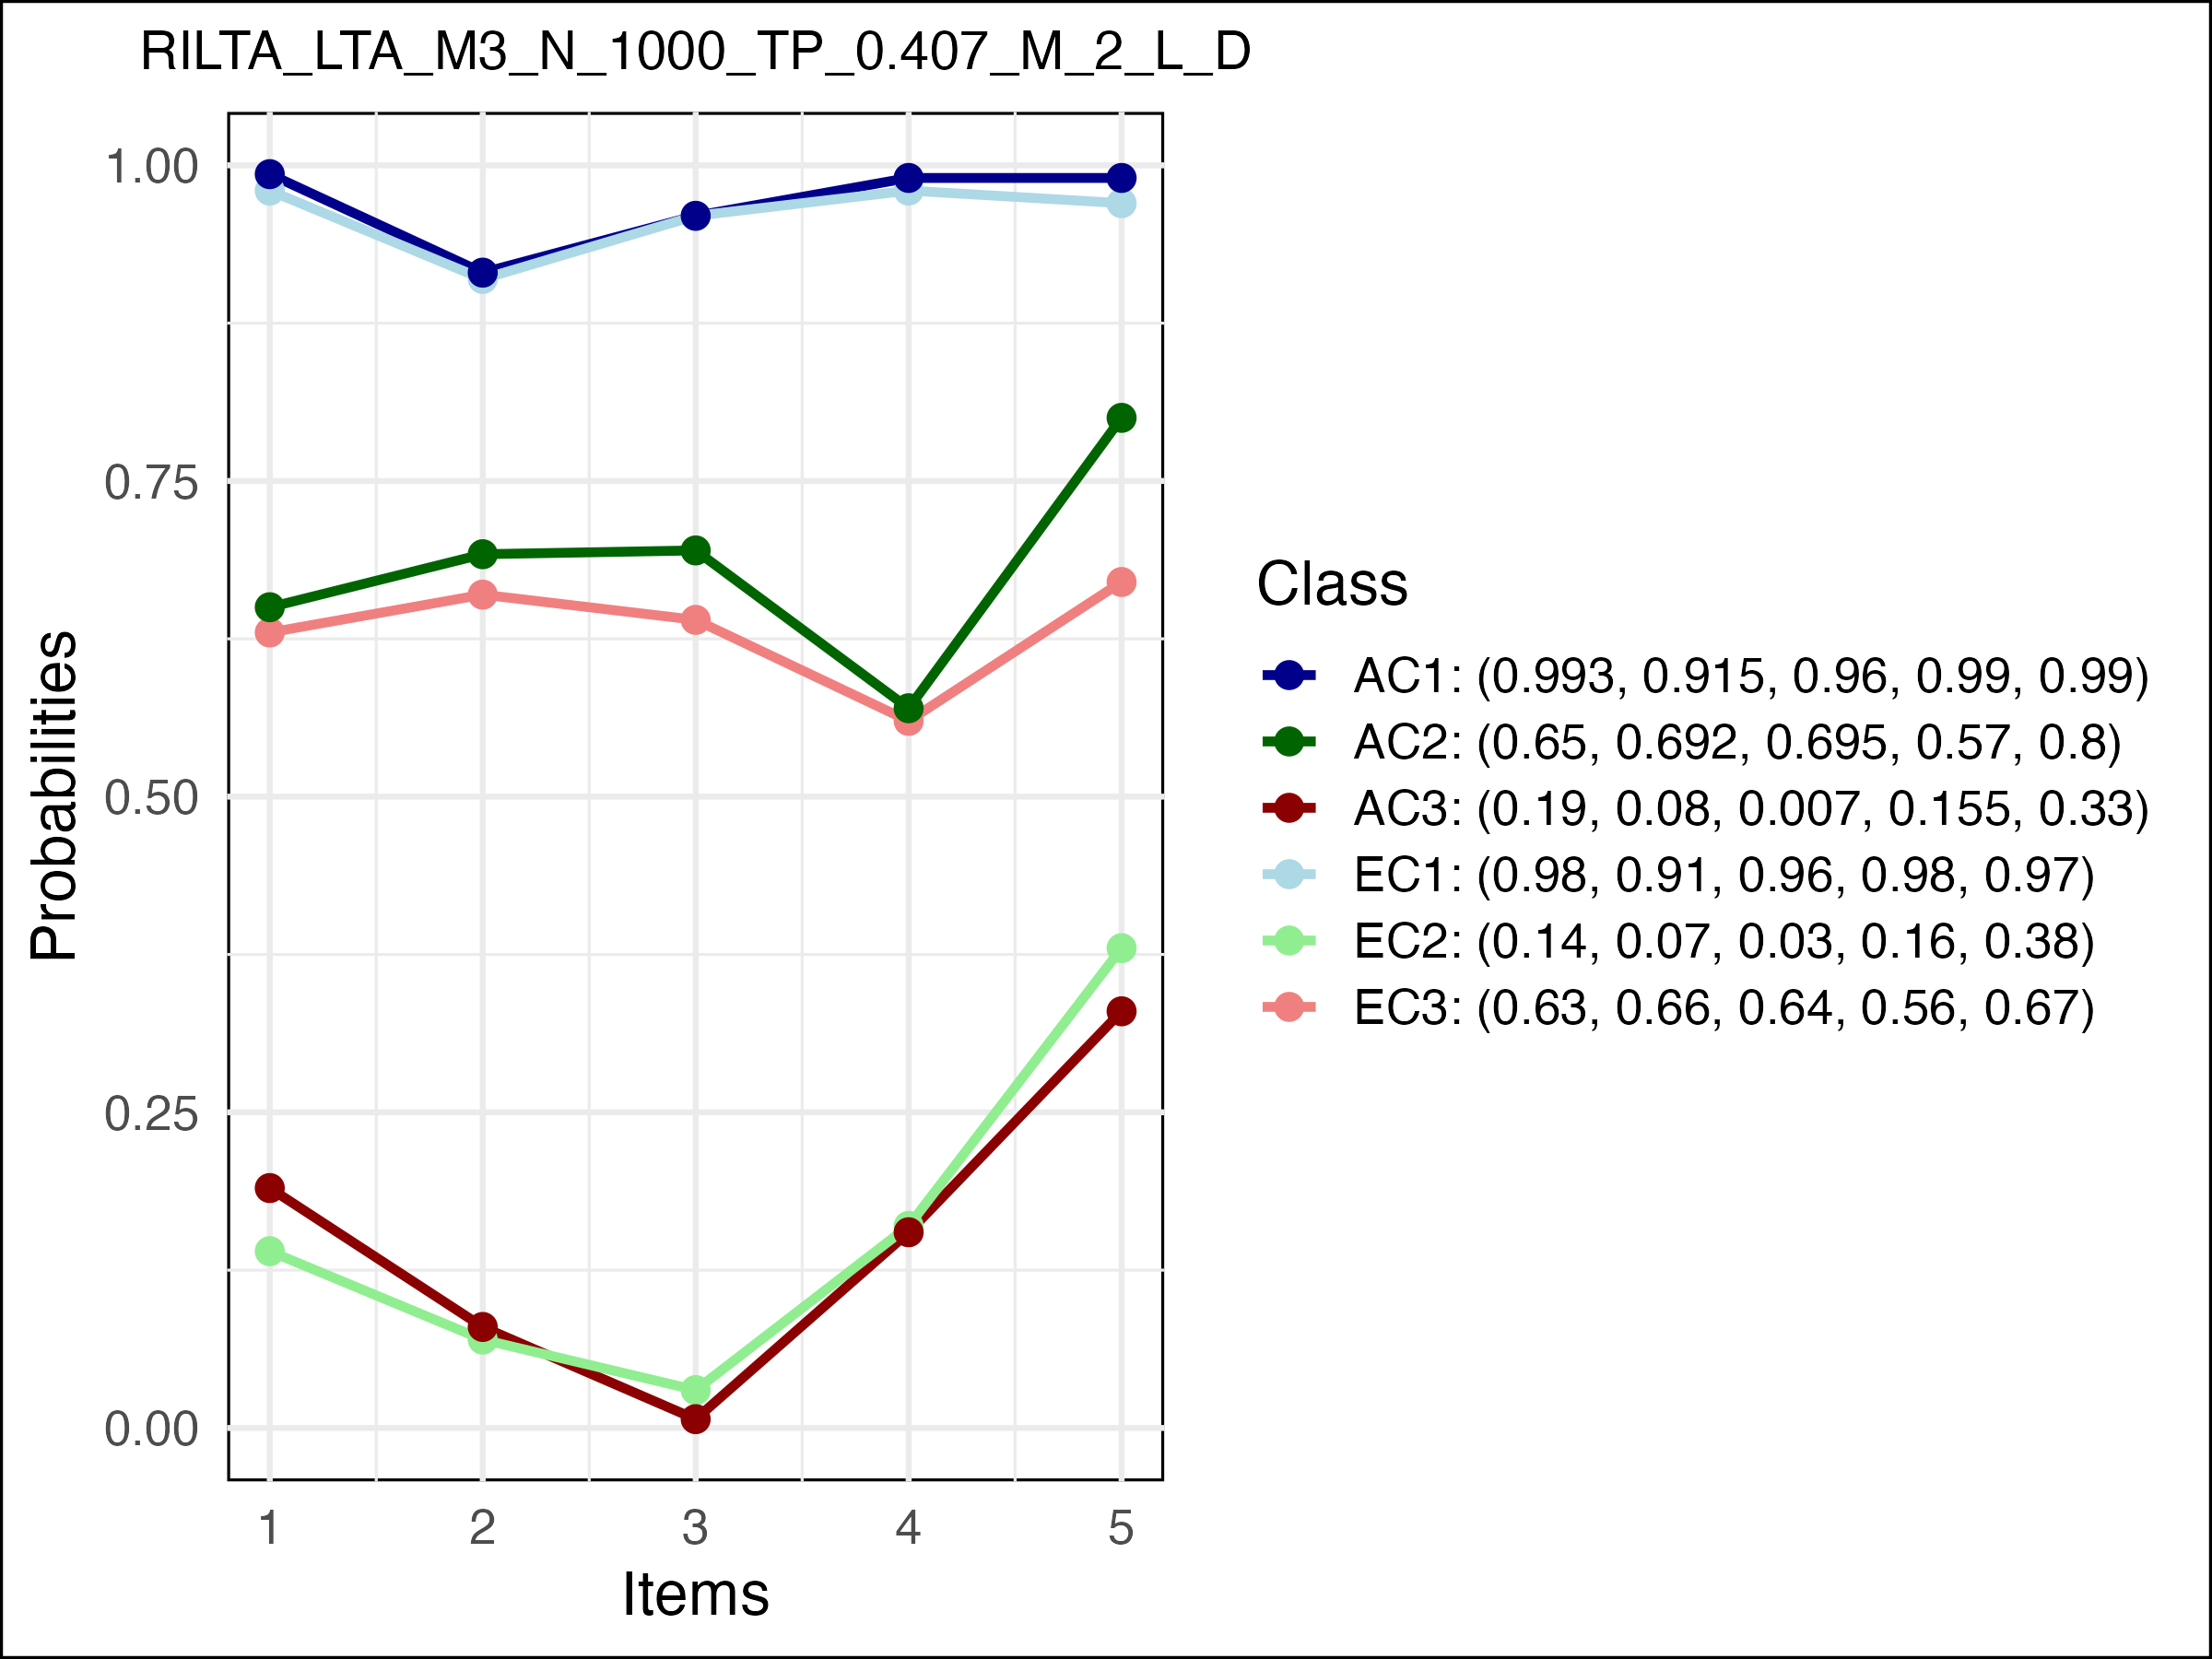 RILTA_LTA_M3_N_1000_TP_0.407_M_2_L_D
Probabilities
1.00
0.75
0.50
0.25
0.00
1 2 3 4 5
Items
Class
AC1: (0.993, 0.915, 0.96, 0.99, 0.99)
AC2: (0.65, 0.692, 0.695, 0.57, 0.8)
AC3: (0.19, 0.08, 0.007, 0.155, 0.33)
EC1: (0.98, 0.91, 0.96, 0.98, 0.97)
EC2: (0.14, 0.07, 0.03, 0.16, 0.38)
EC3: (0.63, 0.66, 0.64, 0.56, 0.67)